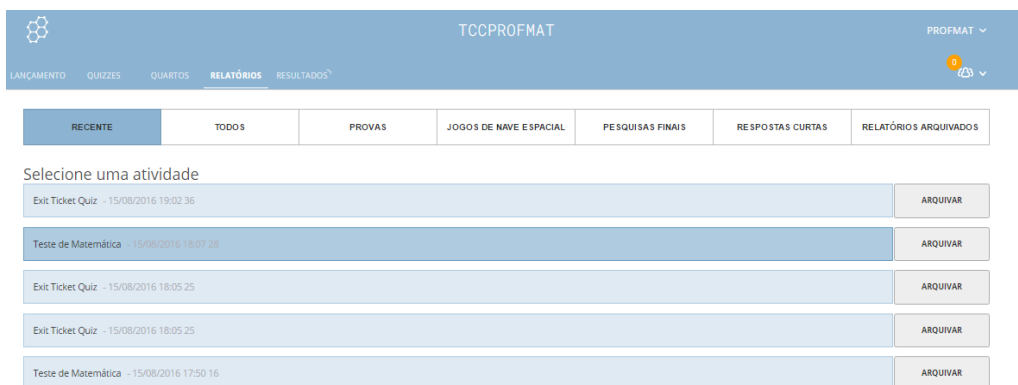 TCCPROFMAT
PROFMAT
LANÇAMENTO QUIZZES QUARTOS RELATÓRIOS RESULTADOS
0
RECENTE TODOS PROVAS JOGOS DE NAVE ESPACIAL PESQUISAS FINAIS RESPOSTAS CURTAS RELATÓRIOS ARQUIVADOS
Selecione uma atividade
Exit Ticket Quiz - 15/08/2016 19:02 36 ARQUIVAR
Teste de Matemática - 15/08/2016 18:07 28 ARQUIVAR
Exit Ticket Quiz - 15/08/2016 18:05 25 ARQUIVAR
Exit Ticket Quiz - 15/08/2016 18:05 25 ARQUIVAR
Teste de Matemática - 15/08/2016 17:50 16 ARQUIVAR